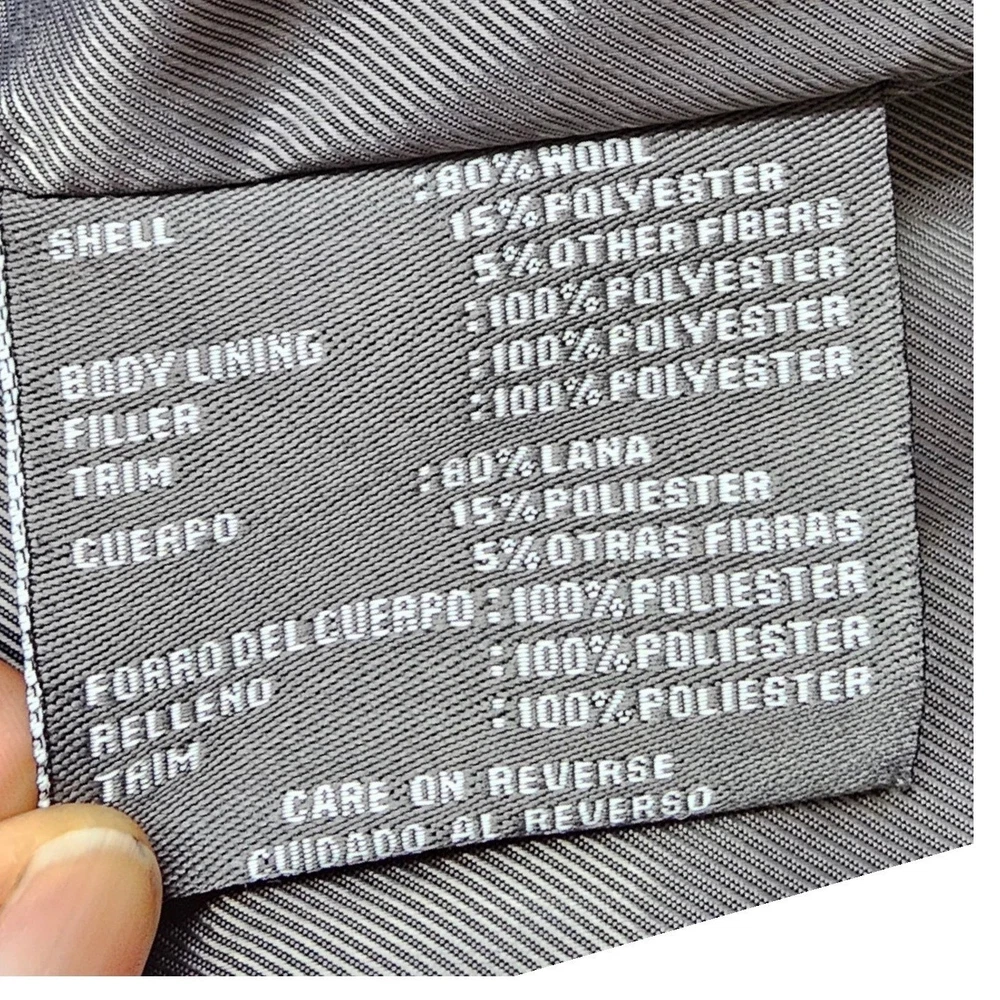 SHELL :80%WOOL
15%POLYESTER
5%OTHER FIBERS
BODY LINING :100%POLYESTER
FILLER :100%POLYESTER
TRIM :100%POLYESTER
CUERPO :80%LANA
15%POLIESTER
5%OTRAS FIBRAS
FORRO DEL CUERPO :100%POLIESTER
RELLENO :100%POLIESTER
TRIM :100%POLIESTER
CARE ON REVERSE
CUIDADO AL REVERSO